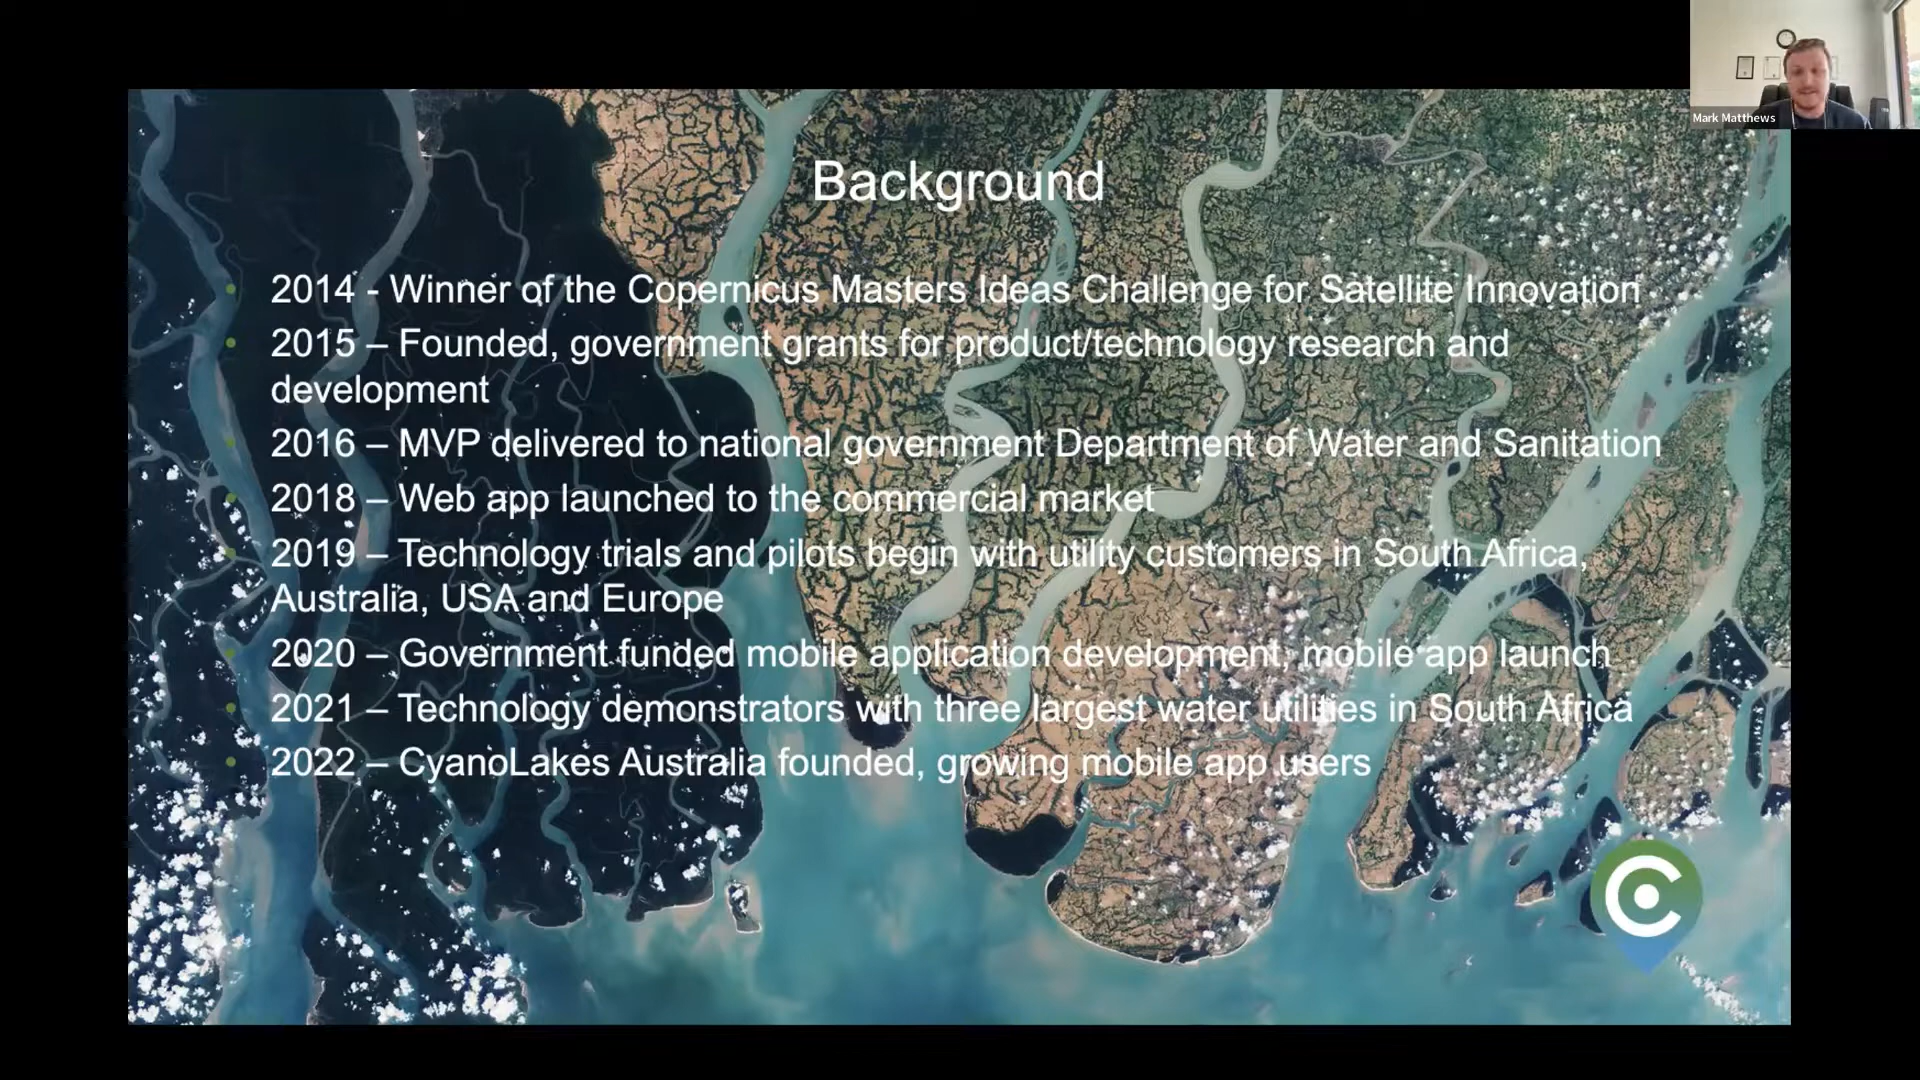 Mark Matthews
Background
2014 - Winner of the Copernicus Masters Ideas Challenge for Satellite Innovation
2015 – Founded, government grants for product/technology research and
development
2016 – MVP delivered to national government Department of Water and Sanitation
2018 – Web app launched to the commercial market
2019 – Technology trials and pilots begin with utility customers in South Africa,
Australia, USA and Europe
2020 – Government funded mobile application development, mobile app launch
2021 – Technology demonstrators with three largest water utilities in South Africa
2022 – CyanoLakes Australia founded, growing mobile app users